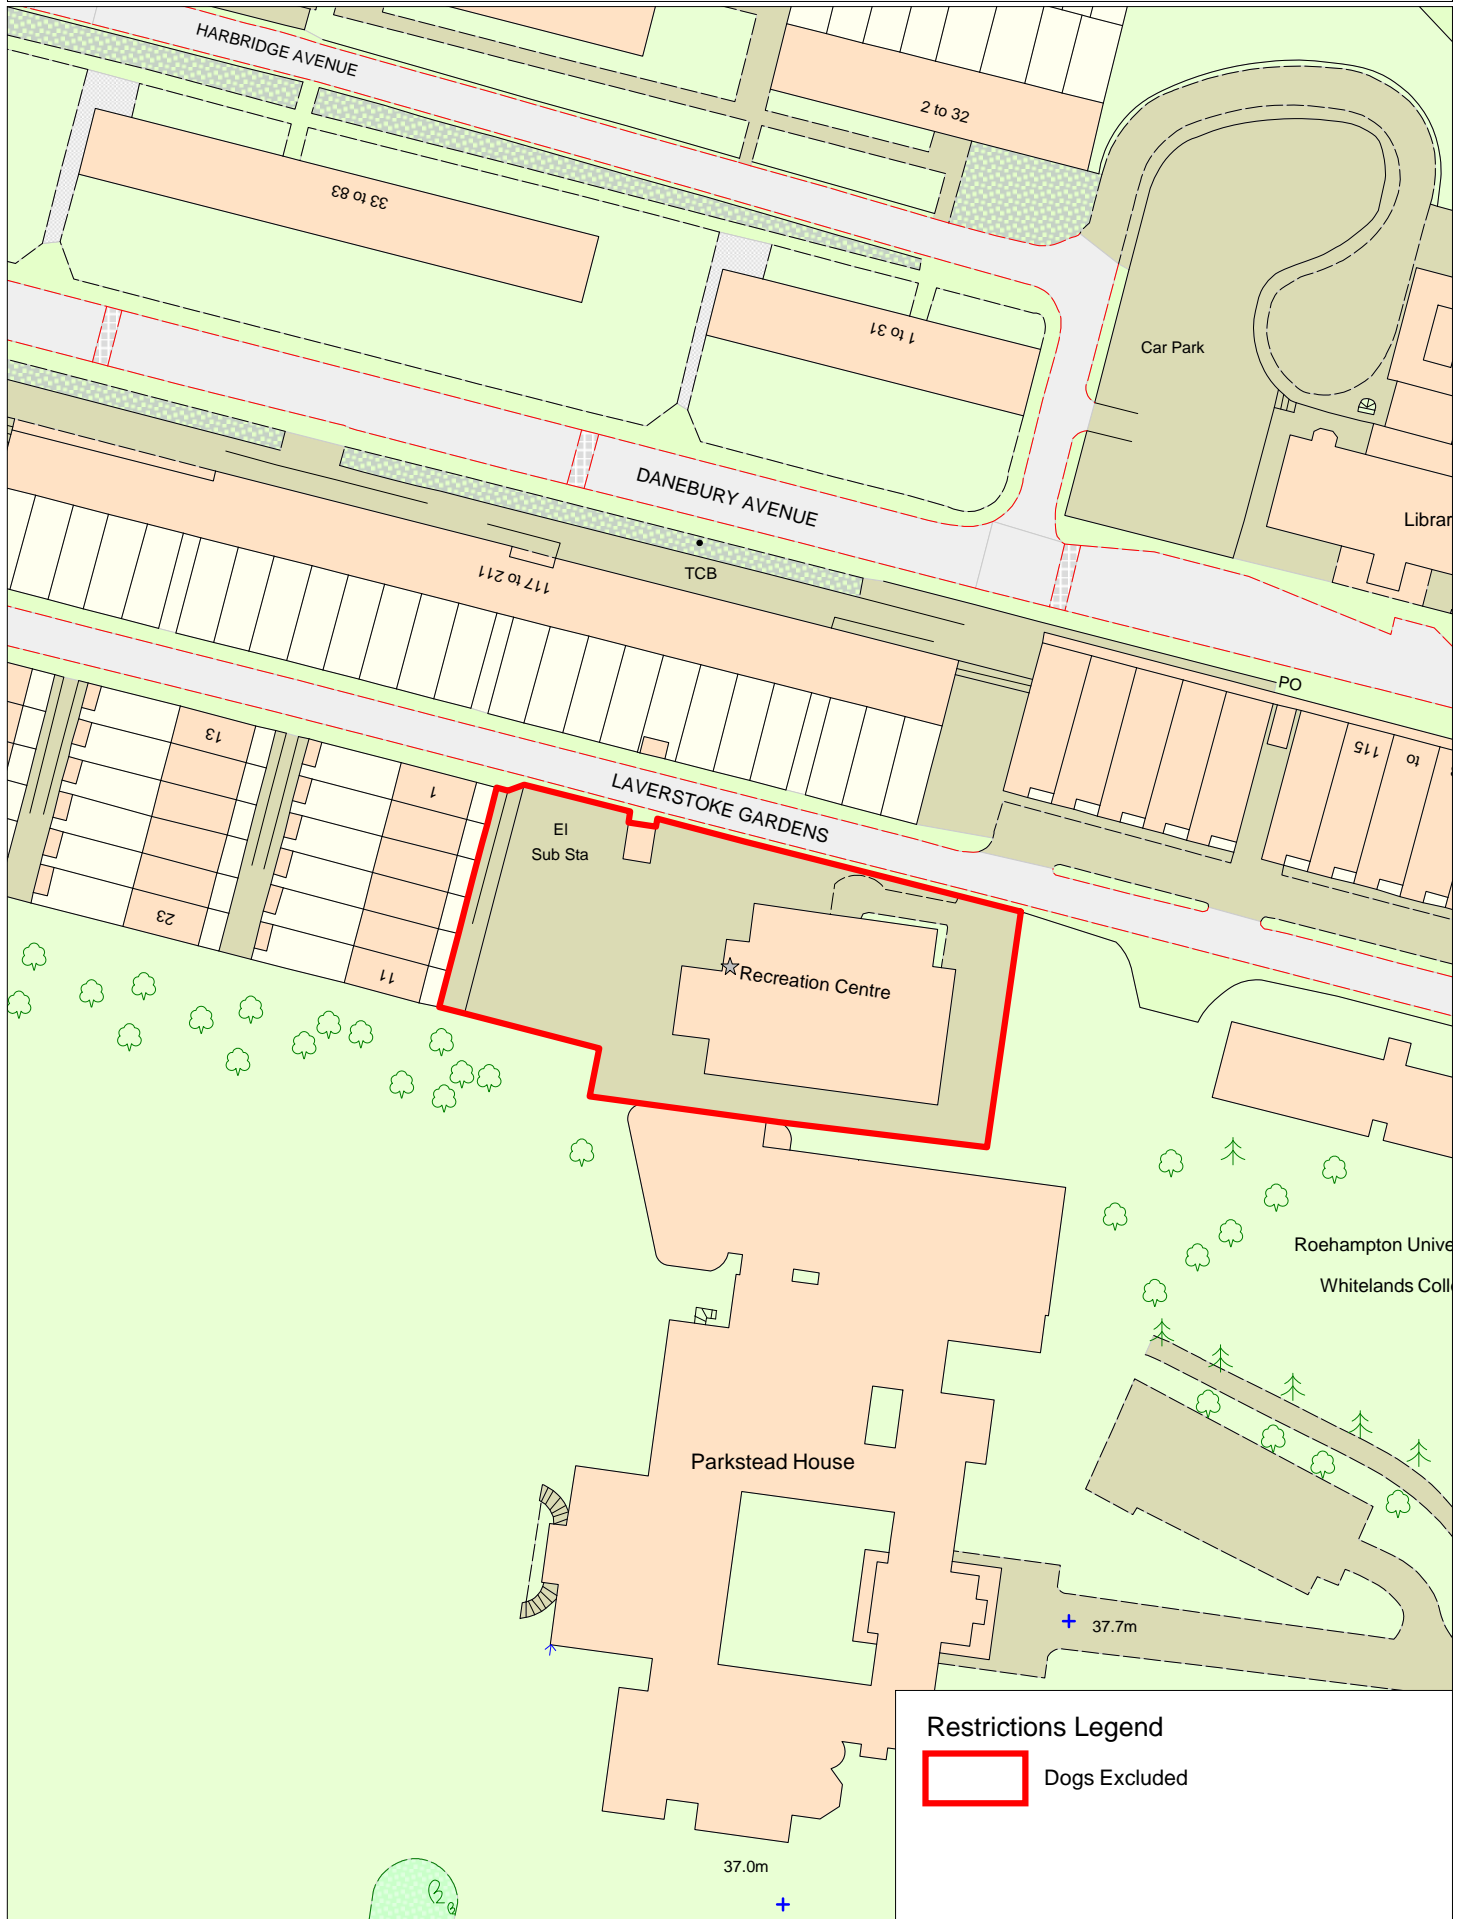 HARBRIDGE AVENUE
2 to 32
33 to 83
1 to 31
Car Park
DANEBURY AVENUE
Librar
TCB
117 to 211
PO
115
to
13
1
LAVERSTOKE GARDENS
El
Sub Sta
23
11
Recreation Centre
Roehampton Unive
Whitelands Coll
Parkstead House
37.7m
Restrictions Legend
Dogs Excluded
37.0m